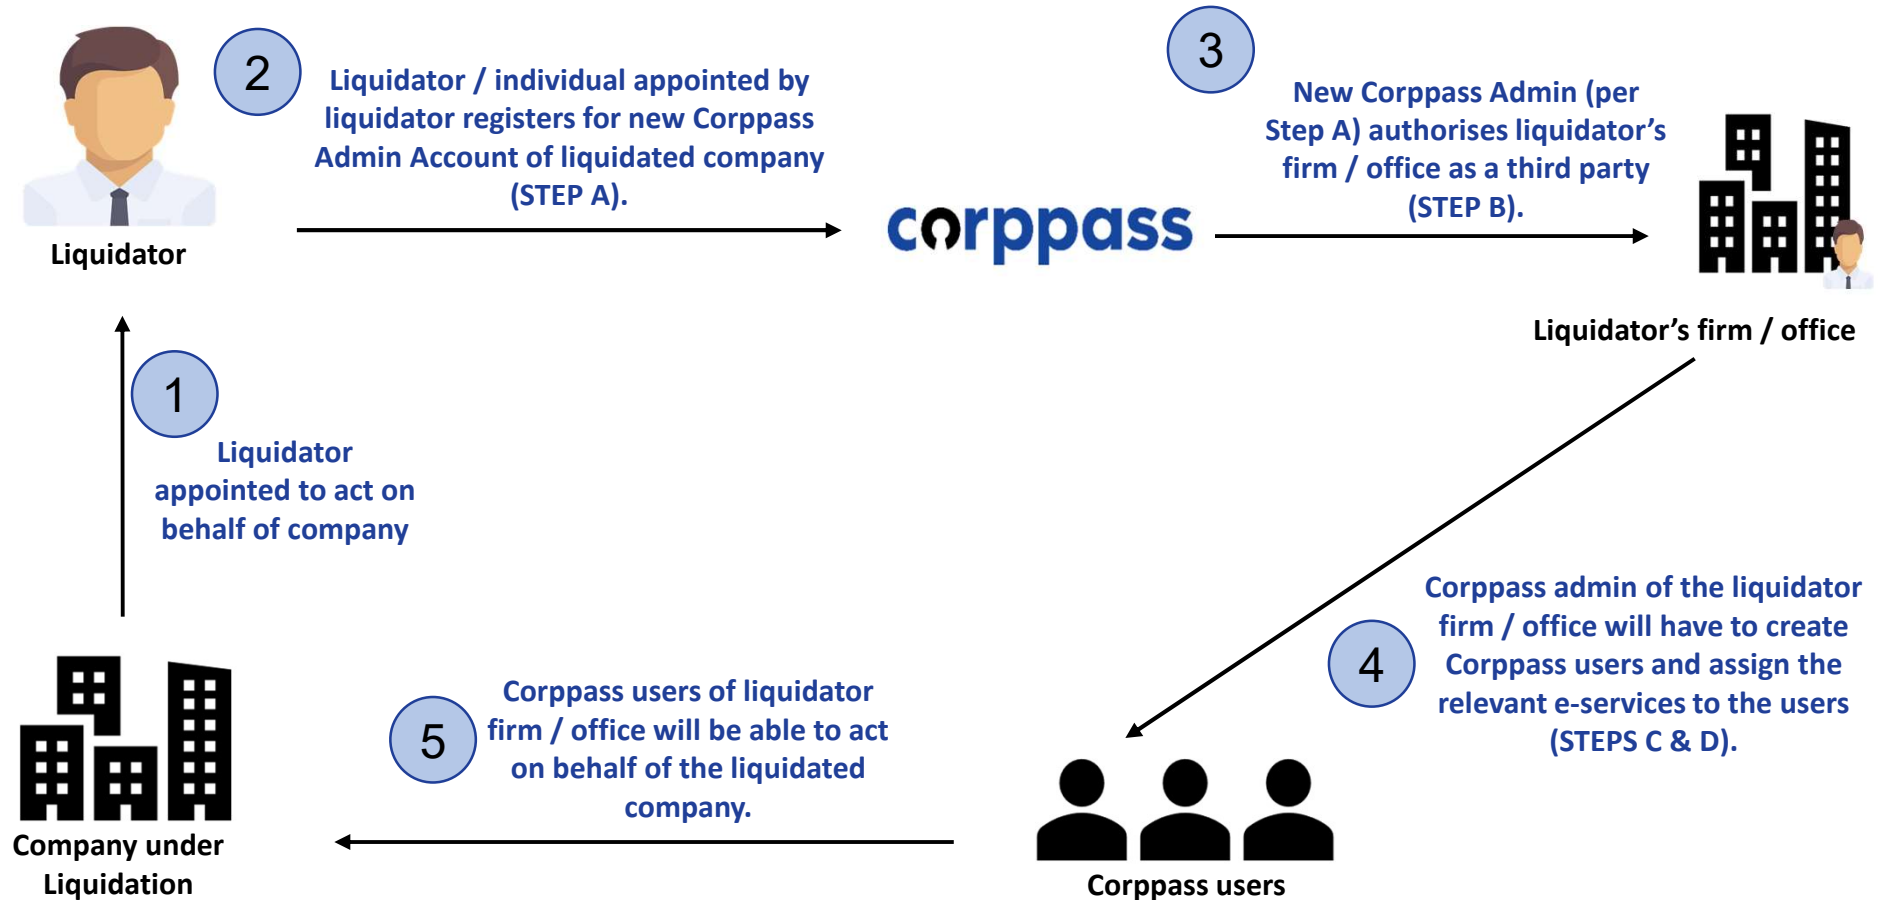 2
Liquidator / individual appointed by
liquidator registers for new Corppass
Admin Account of liquidated company
(STEP A).
3
New Corppass Admin (per
Step A) authorises liquidator’s
firm / office as a third party
(STEP B).
corppass
Liquidator
Liquidator’s firm / office
1
Liquidator
appointed to act on
behalf of company
4
Corppass admin of the liquidator
firm / office will have to create
Corppass users and assign the
relevant e-services to the users
(STEPS C & D).
5
Corppass users of liquidator
firm / office will be able to act
on behalf of the liquidated
company.
Company under
Liquidation
Corppass users